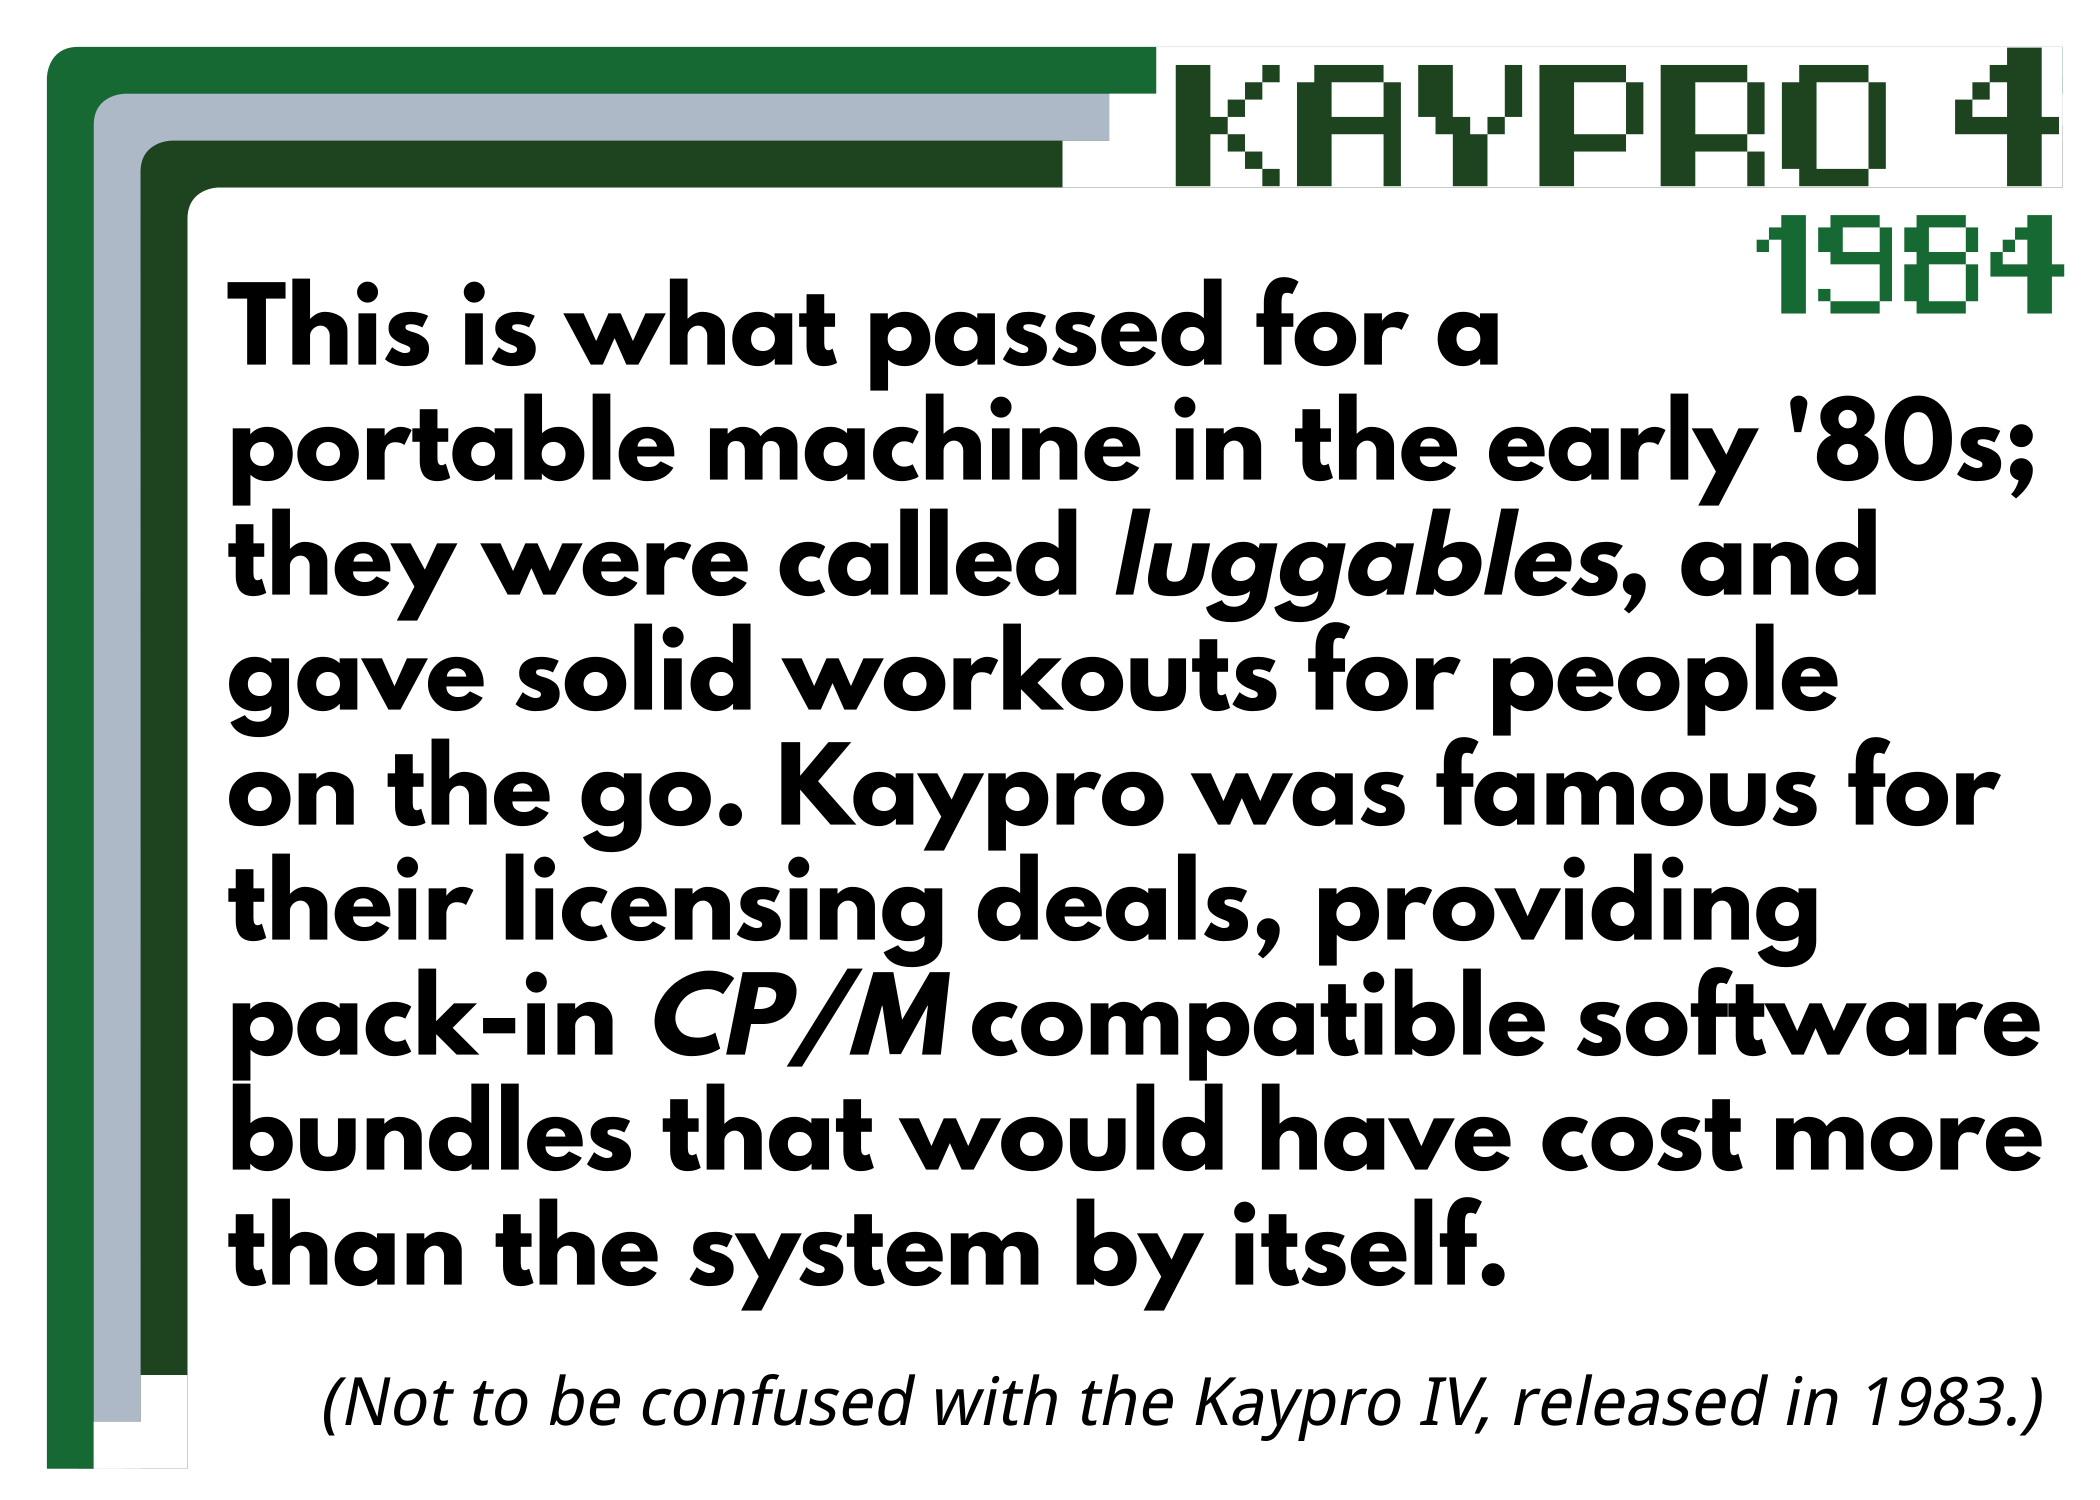 KAYPRO 4
1984
This is what passed for a
portable machine in the early '80s;
they were called luggables, and
gave solid workouts for people
on the go. Kaypro was famous for
their licensing deals, providing
pack-in CP/M compatible software
bundles that would have cost more
than the system by itself.
(Not to be confused with the Kaypro IV, released in 1983.)